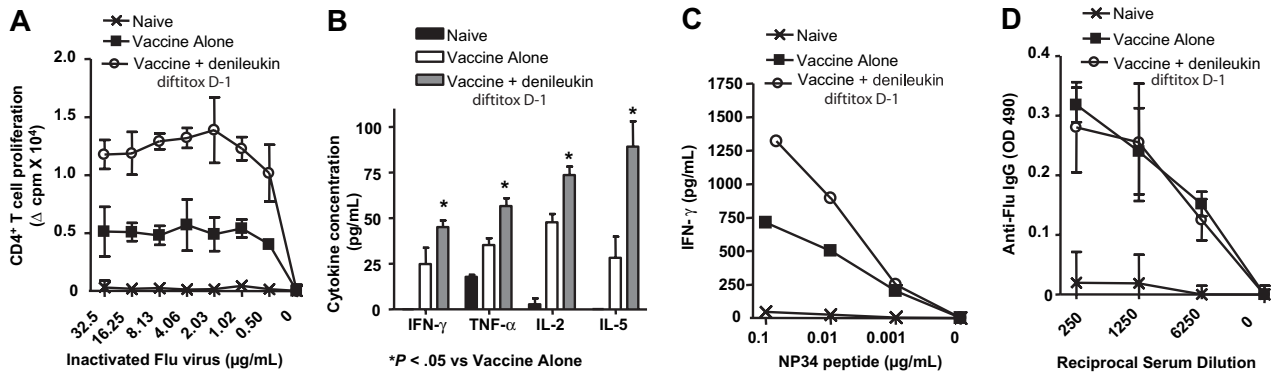 A
Naive
Vaccine Alone
Vaccine + denileukin
diftitox D-1
CD4⁺ T cell proliferation
(Δ cpm X 10⁴)
2.0
1.5
1.0
0.5
0
32.5
16.25
8.13
4.06
2.03
1.02
0.50
0
Inactivated Flu virus (µg/mL)
B
Naive
Vaccine Alone
Vaccine + denileukin
diftitox D-1
Cytokine concentration
(pg/mL)
100
75
50
25
0
*
*
*
*
IFN-γ
TNF-α
IL-2
IL-5
*P < .05 vs Vaccine Alone
C
Naive
Vaccine Alone
Vaccine + denileukin
diftitox D-1
IFN-γ (pg/mL)
1750
1500
1250
1000
750
500
250
0
0.1
0.01
0.001
0
NP34 peptide (µg/mL)
D
Naive
Vaccine Alone
Vaccine + denileukin
diftitox D-1
Anti-Flu IgG (OD 490)
0.4
0.3
0.2
0.1
0
250
1250
6250
0
Reciprocal Serum Dilution